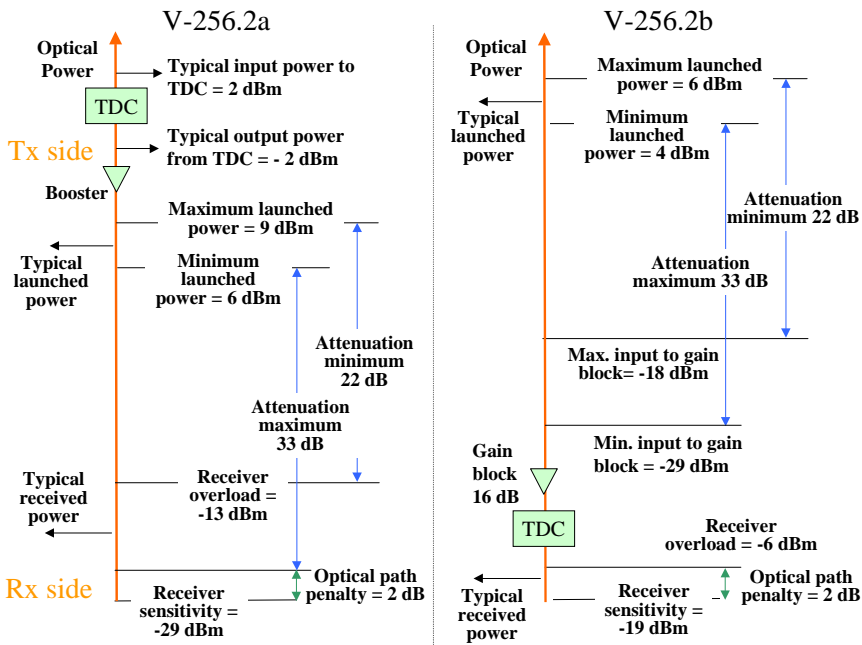 V-256.2a
Optical
Power
Typical input power to
TDC = 2 dBm
TDC
Tx side
Typical output power
from TDC = - 2 dBm
Booster
Maximum launched
power = 9 dBm
Typical
launched
power
Minimum
launched
power = 6 dBm
Attenuation
minimum
22 dB
Attenuation
maximum
33 dB
Typical
received
power
Receiver
overload =
-13 dBm
Rx side
Optical path
penalty = 2 dB
Receiver
sensitivity =
-29 dBm
V-256.2b
Optical
Power
Maximum launched
power = 6 dBm
Typical
launched
power
Minimum
launched
power = 4 dBm
Attenuation
minimum 22 dB
Attenuation
maximum 33 dB
Max. input to gain
block= -18 dBm
Min. input to gain
block = -29 dBm
Gain
block
16 dB
TDC
Receiver
overload = -6 dBm
Optical path
penalty = 2 dB
Typical
received
power
Receiver
sensitivity =
-19 dBm